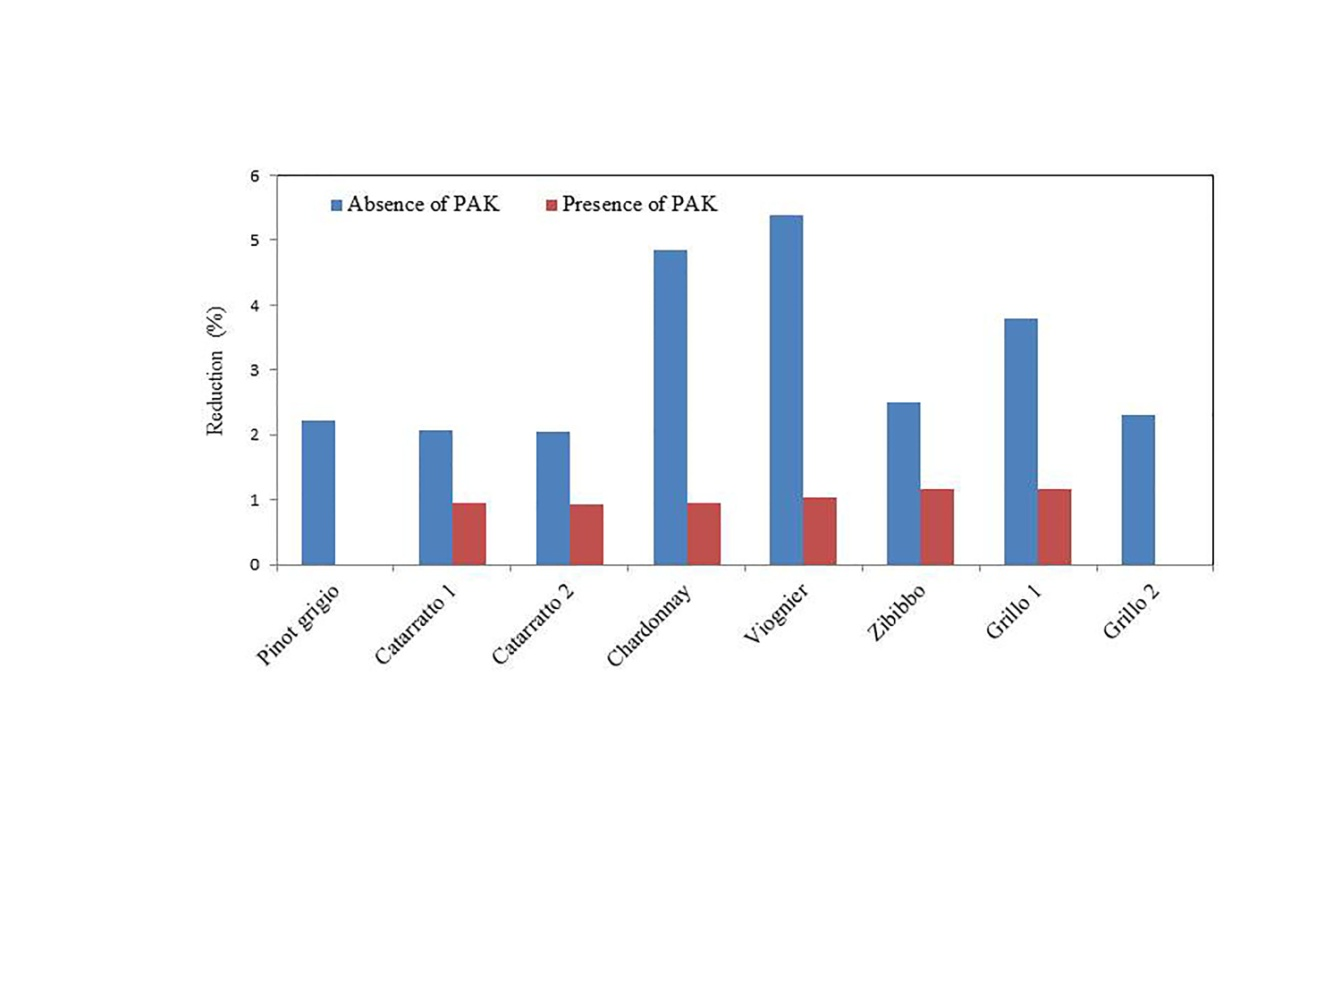 6
Absence of PAK Presence of PAK
5
4
3
2
1
0
Reduction (%)
Pinot grigio
Catarratto 1
Catarratto 2
Chardonnay
Viognier
Zibibbo
Grillo 1
Grillo 2